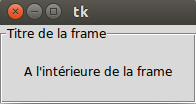 tk
Titre de la frame
A l'intérieure de la frame